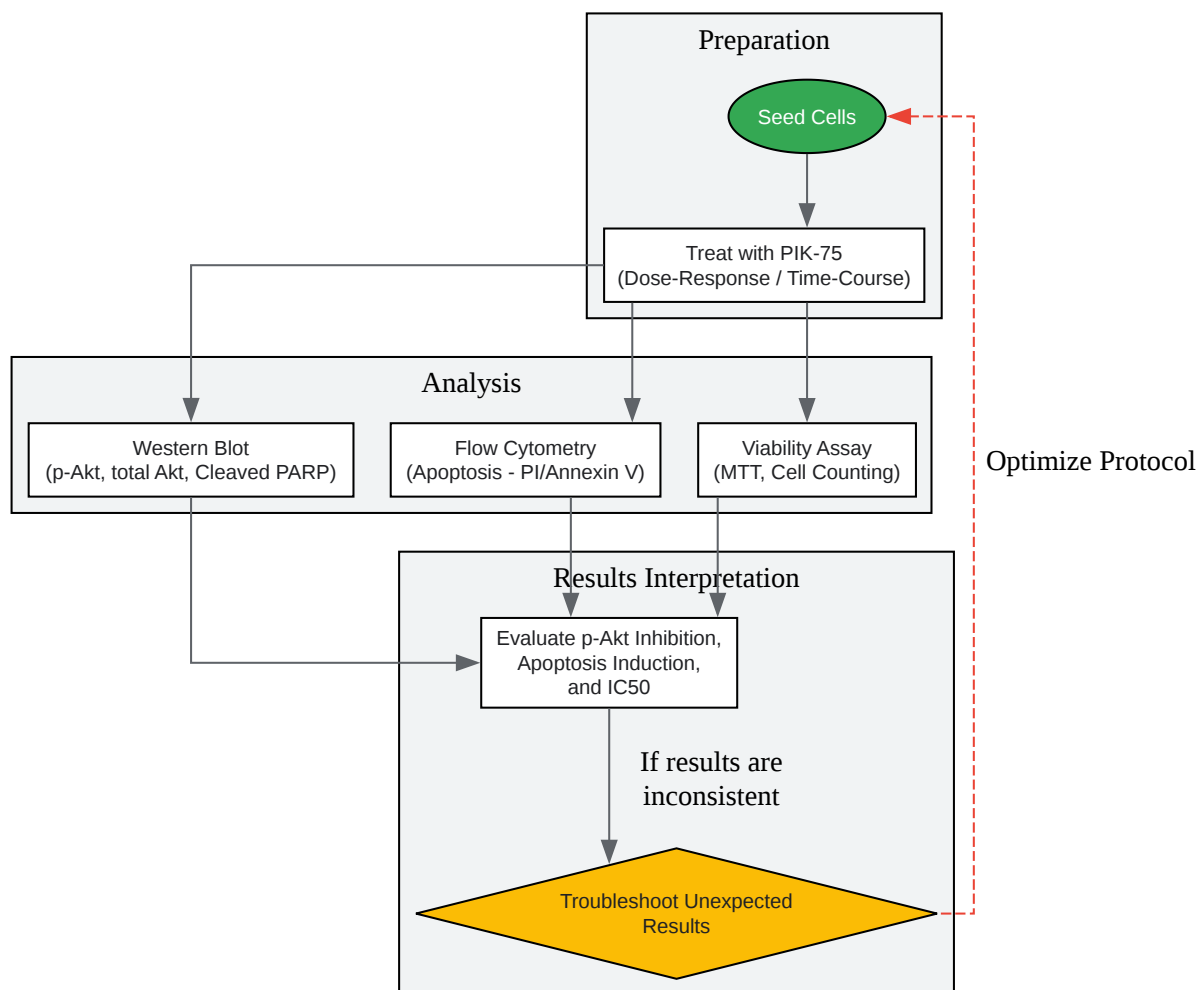 Preparation
Seed Cells
Treat with PIK-75
(Dose-Response / Time-Course)
Analysis
Western Blot
(p-Akt, total Akt, Cleaved PARP)
Flow Cytometry
(Apoptosis - PI/Annexin V)
Viability Assay
(MTT, Cell Counting)
Optimize Protocol
Results Interpretation
Evaluate p-Akt Inhibition,
Apoptosis Induction,
and IC50
If results are
inconsistent
Troubleshoot Unexpected
Results